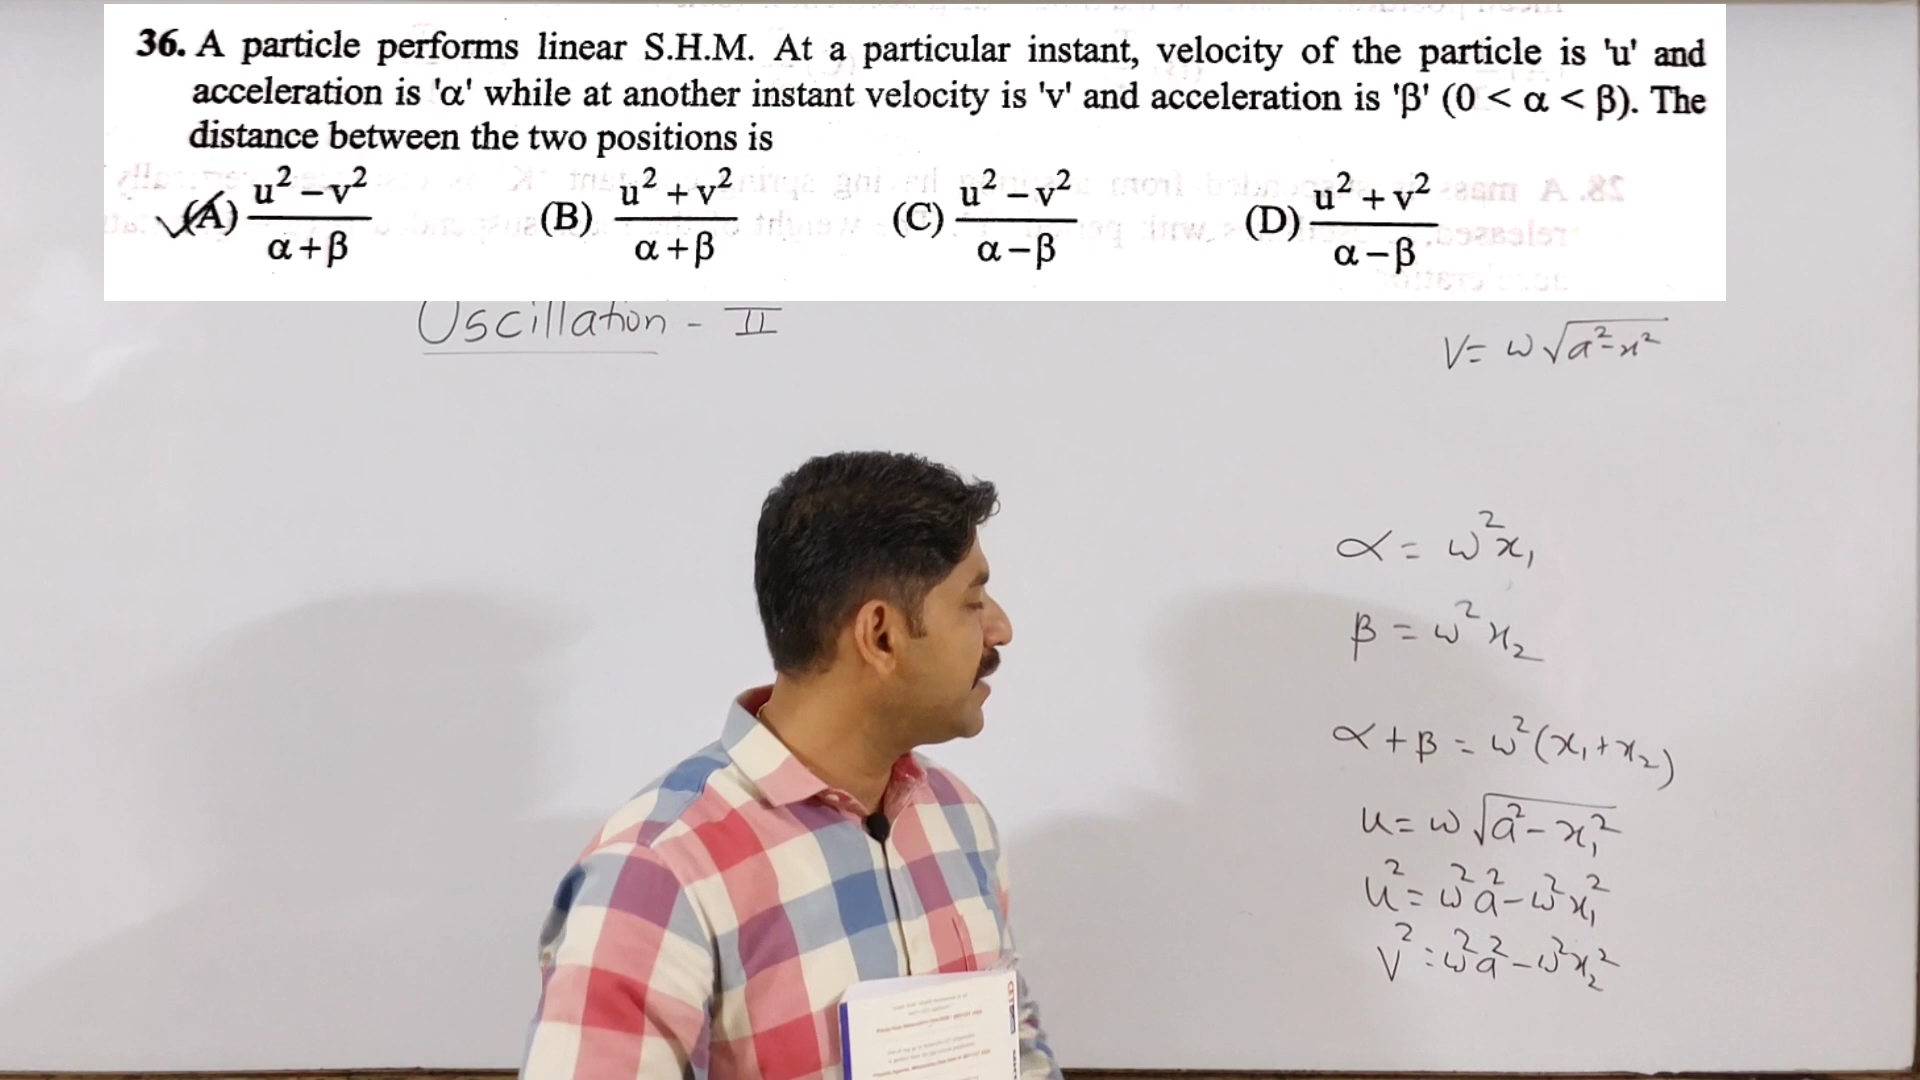 36. A particle performs linear S.H.M. At a particular instant, velocity of the particle is 'u' and
acceleration is 'α' while at another instant velocity is 'v' and acceleration is 'β' (0 < α < β). The
distance between the two positions is
(A) (u² – v²)/(α + β) (B) (u² + v²)/(α + β) (C) (u² – v²)/(α – β) (D) (u² + v²)/(α – β)
Oscillation - II
V = ω√(a² - x²)
α = ω²x₁
β = ω²x₂
α + β = ω²(x₁ + x₂)
u = ω√(a² - x₁²)
u² = ω²a² - ω²x₁²
V² = ω²a² - ω²x₂²